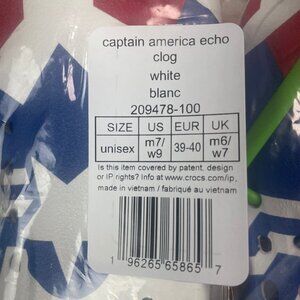 captain america echo
clog
white
blanc
209478-100
SIZE US EUR UK
unisex m7/ w9 39-40 m6/ w7
Is this item covered by patent, design
or IP rights? Info at www.crocs.com/ip.
made in vietnam / fabriqué au vietnam
1 96265 65865 7